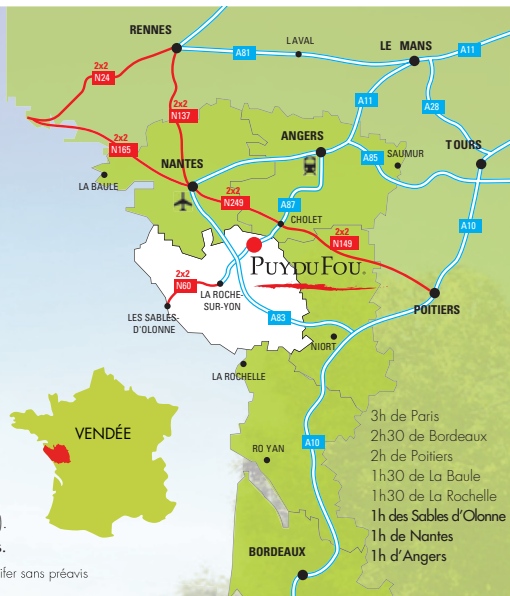 RENNES
LAVAL
LE MANS
A11
A81
2x2
N24
A11
A28
2x2
N137
ANGERS
TOURS
2x2
N165
A85
SAUMUR
NANTES
LA BAULE
2x2
N249
A87
CHOLET
A10
2x2
N149
PUY DU FOU®
2x2
N60
LA ROCHE-
SUR-YON
POITIERS
LES SABLES-
D'OLONNE
A83
NIORT
LA ROCHELLE
VENDÉE
A10
RO YAN
BORDEAUX
3h de Paris
2h30 de Bordeaux
2h de Poitiers
1h30 de La Baule
1h30 de La Rochelle
1h des Sables d'Olonne
1h de Nantes
1h d'Angers
).
s.
ifer sans préavis